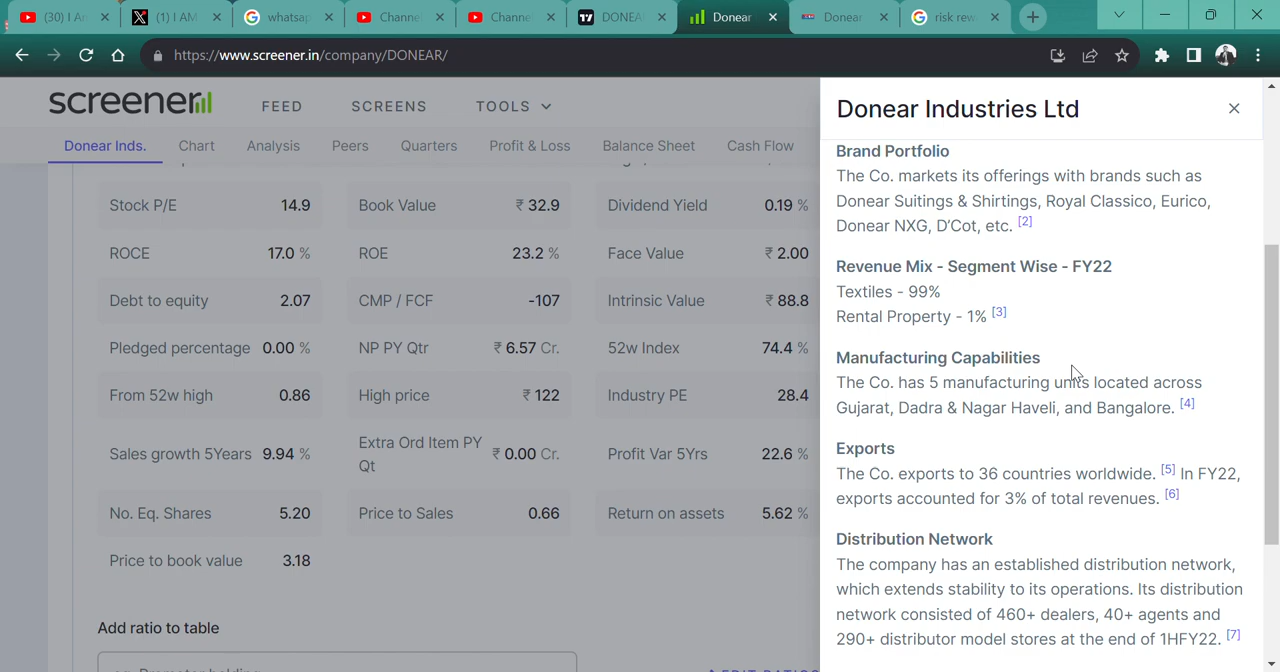 (30) I A
(1) I AM
whatsap
Channe
Channe
DONEA
Donear
Donear
risk rew
https://www.screener.in/company/DONEAR/
screener
FEED
SCREENS
TOOLS
Donear Inds.
Chart
Analysis
Peers
Quarters
Profit & Loss
Balance Sheet
Cash Flow
Stock P/E 14.9
Book Value ₹ 32.9
Dividend Yield 0.19 %
ROCE 17.0 %
ROE 23.2 %
Face Value ₹ 2.00
Debt to equity 2.07
CMP / FCF -107
Intrinsic Value ₹ 88.8
Pledged percentage 0.00 %
NP PY Qtr ₹ 6.57 Cr.
52w Index 74.4 %
From 52w high 0.86
High price ₹ 122
Industry PE 28.4
Sales growth 5Years 9.94 %
Extra Ord Item PY
Qt ₹ 0.00 Cr.
Profit Var 5Yrs 22.6 %
No. Eq. Shares 5.20
Price to Sales 0.66
Return on assets 5.62 %
Price to book value 3.18
Add ratio to table
Donear Industries Ltd
Brand Portfolio
The Co. markets its offerings with brands such as
Donear Suitings & Shirtings, Royal Classico, Eurico,
Donear NXG, D'Cot, etc. [2]
Revenue Mix - Segment Wise - FY22
Textiles - 99%
Rental Property - 1% [3]
Manufacturing Capabilities
The Co. has 5 manufacturing units located across
Gujarat, Dadra & Nagar Haveli, and Bangalore. [4]
Exports
The Co. exports to 36 countries worldwide. [5] In FY22,
exports accounted for 3% of total revenues. [6]
Distribution Network
The company has an established distribution network,
which extends stability to its operations. Its distribution
network consisted of 460+ dealers, 40+ agents and
290+ distributor model stores at the end of 1HFY22. [7]